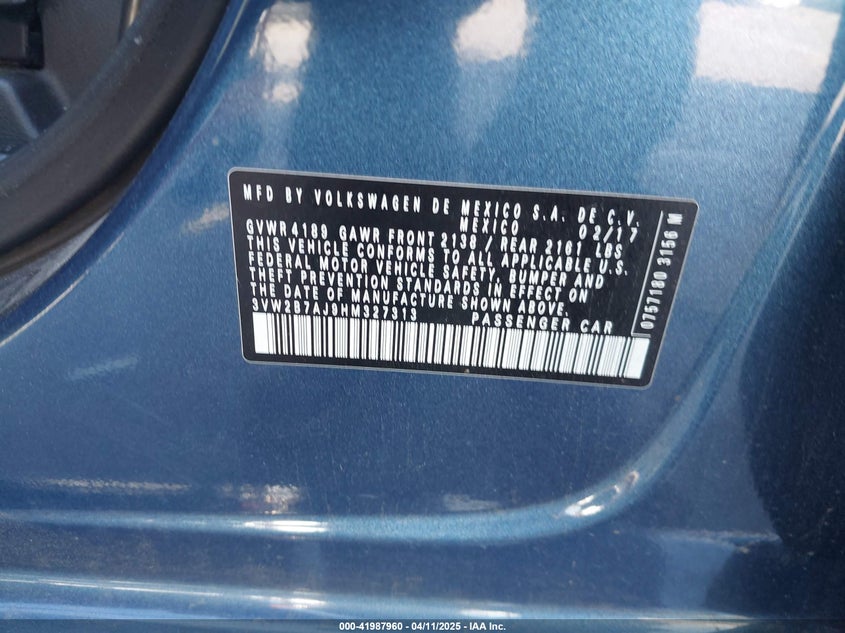 MFD BY VOLKSWAGEN DE MEXICO S.A. DE C.V.
MEXICO 02/17
GVWR 4189 GAWR FRONT 2138 / REAR 2161 LBS
THIS VEHICLE CONFORMS TO ALL APPLICABLE U.S.
FEDERAL MOTOR VEHICLE SAFETY, BUMPER AND
THEFT PREVENTION STANDARDS IN EFFECT ON
THE DATE OF MANUFACTURE SHOWN ABOVE.
3VW2B7AJ9HM327313 PASSENGER CAR
0757180 3156 M
000-41987960 - 04/11/2025 - IAA Inc.